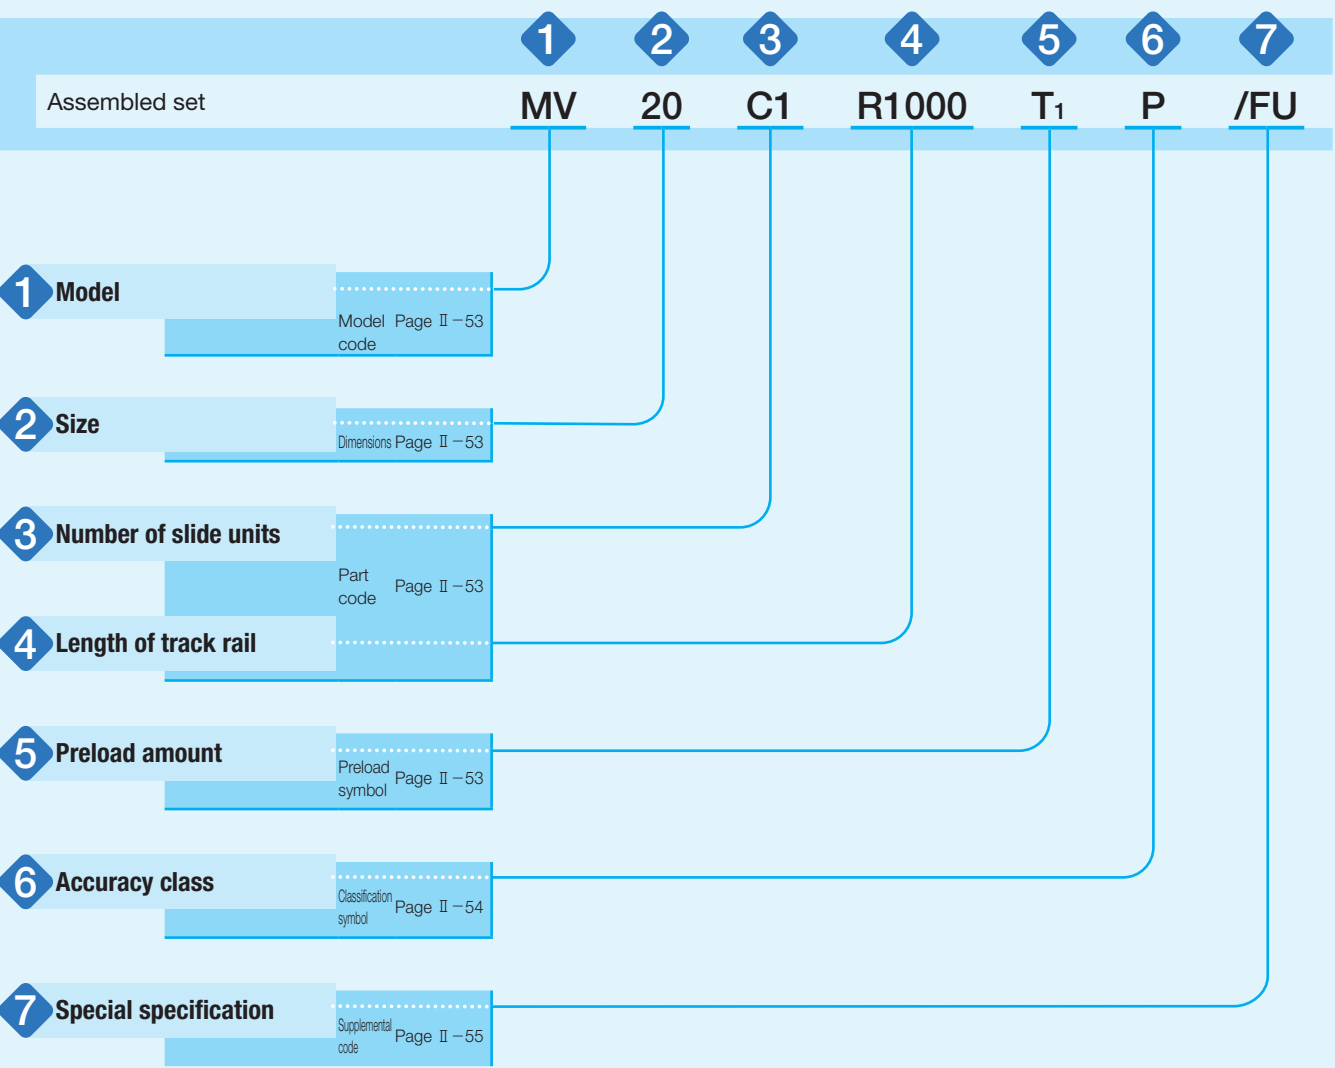 1 2 3 4 5 6 7
Assembled set MV 20 C1 R1000 T1 P /FU
1 Model
Model code Page Ⅱ−53
2 Size
Dimensions Page Ⅱ−53
3 Number of slide units
Part code Page Ⅱ−53
4 Length of track rail
5 Preload amount
Preload symbol Page Ⅱ−53
6 Accuracy class
Classification symbol Page Ⅱ−54
7 Special specification
Supplemental code Page Ⅱ−55